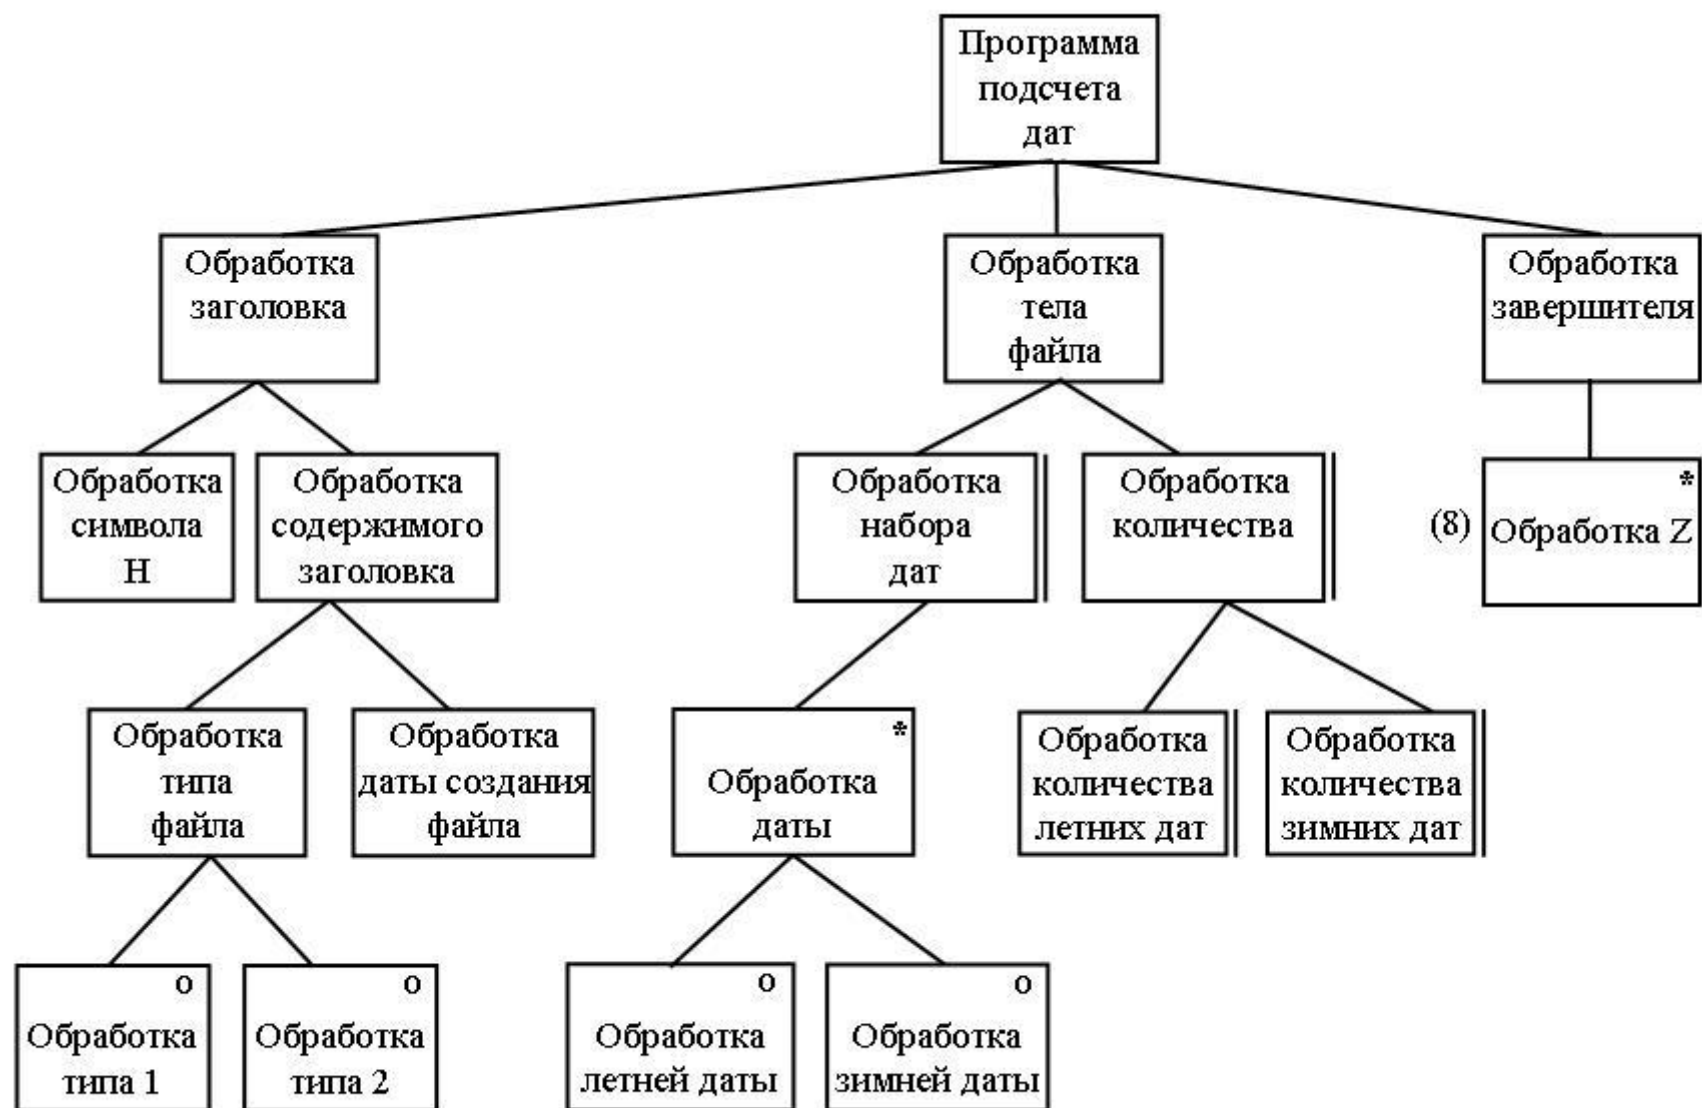 Программа
подсчета
дат
Обработка
заголовка
Обработка
тела
файла
Обработка
завершителя
Обработка
символа
Н
Обработка
содержимого
заголовка
Обработка
набора
дат
Обработка
количества
(8)
*
Обработка Z
Обработка
типа
файла
Обработка
даты создания
файла
*
Обработка
даты
Обработка
количества
летних дат
Обработка
количества
зимних дат
о
Обработка
типа 1
о
Обработка
типа 2
о
Обработка
летней даты
о
Обработка
зимней даты